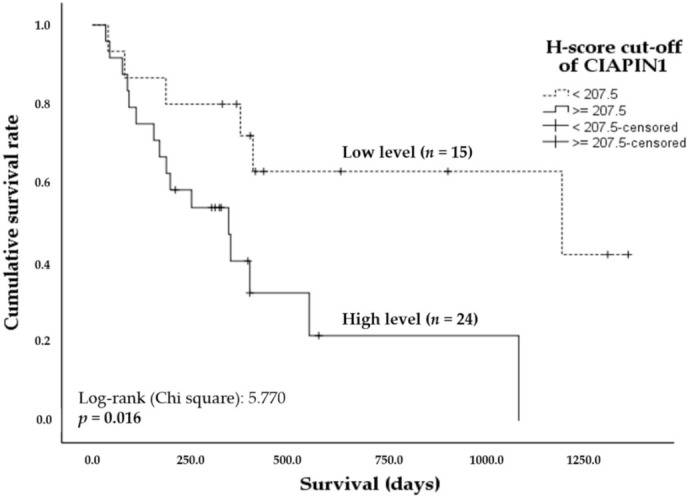 H-score cut-off
of CIAPIN1
< 207.5
>= 207.5
< 207.5-censored
>= 207.5-censored
Cumulative survival rate
1.0
0.8
0.6
0.4
0.2
0.0
Low level (n = 15)
High level (n = 24)
Log-rank (Chi square): 5.770
p = 0.016
0.0 250.0 500.0 750.0 1000.0 1250.0
Survival (days)